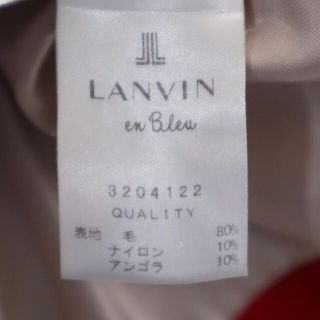 LANVIN
en Bleu
3204122
QUALITY
表地 毛 80%
ナイロン 10%
アンゴラ 10%